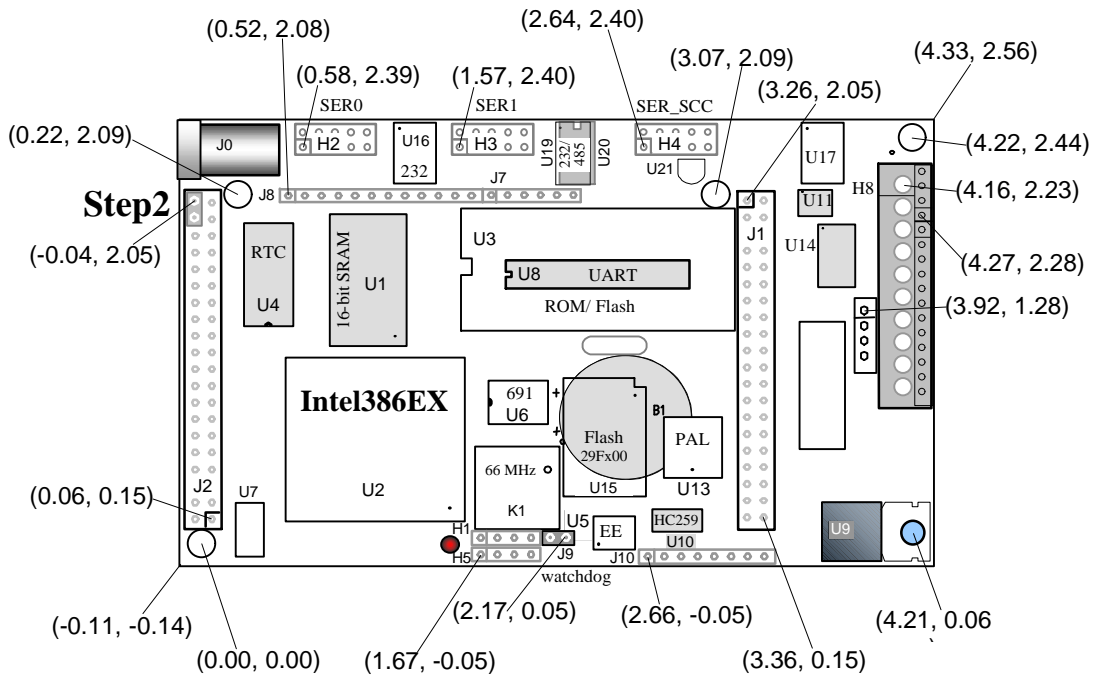 (2.64, 2.40)
(0.52, 2.08)
(3.07, 2.09)
(4.33, 2.56)
(0.58, 2.39)
(1.57, 2.40)
(3.26, 2.05)
SER0
SER1
SER_SCC
(0.22, 2.09)
J0
H2
U16
232
H3
U19
232/
485
U20
H4
U21
U17
(4.22, 2.44)
J8
J7
H8
(4.16, 2.23)
Step2
U11
(-0.04, 2.05)
RTC
U4
16-bit SRAM
U1
U3
U8
UART
ROM/ Flash
J1
U14
(4.27, 2.28)
(3.92, 1.28)
Intel386EX
U2
691
U6
+
+
B1
Flash
29Fx00
U15
PAL
U13
66 MHz
K1
(0.06, 0.15)
J2
U7
H1
H5
U5
J9
EE
J10
HC259
U10
U9
watchdog
(-0.11, -0.14)
(0.00, 0.00)
(1.67, -0.05)
(2.17, 0.05)
(2.66, -0.05)
(3.36, 0.15)
(4.21, 0.06